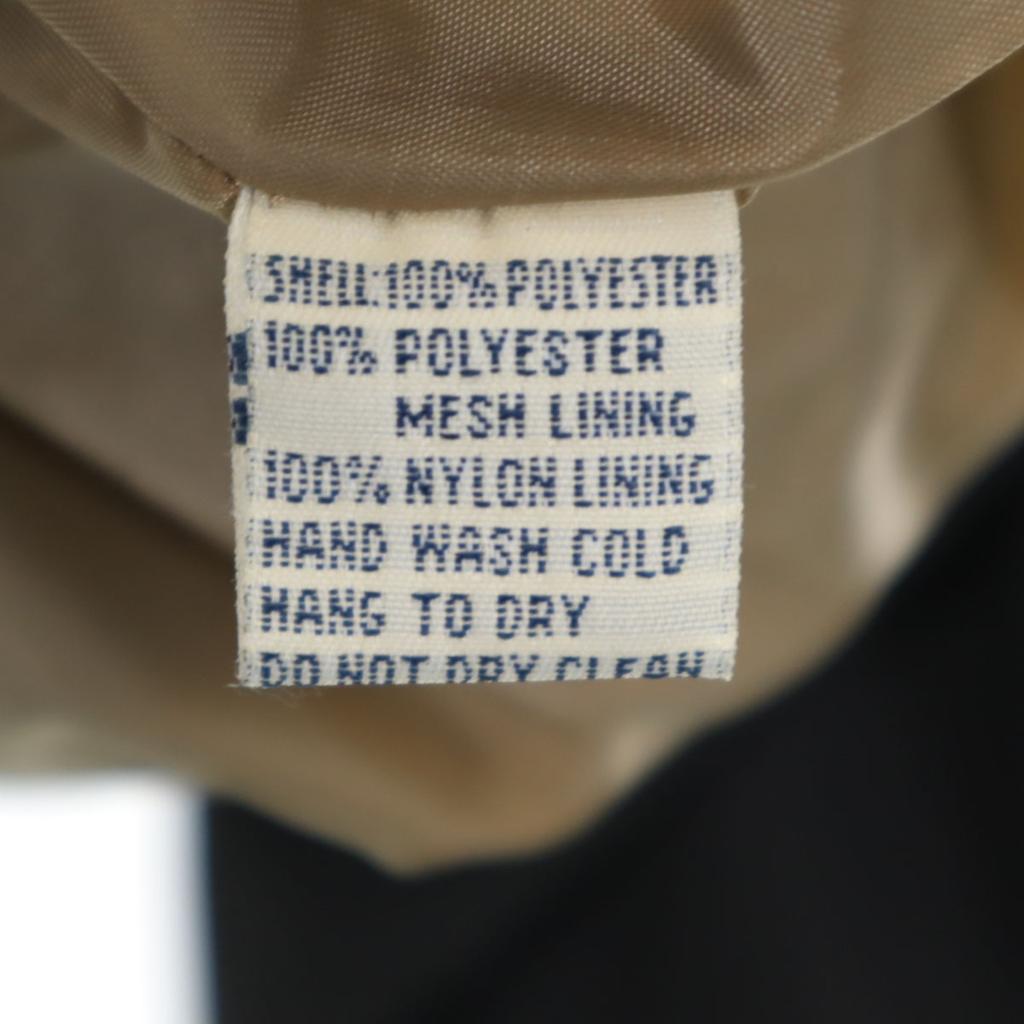 SHELL:100% POLYESTER
100% POLYESTER
MESH LINING
100% NYLON LINING
HAND WASH COLD
HANG TO DRY
DO NOT DRY CLEAN